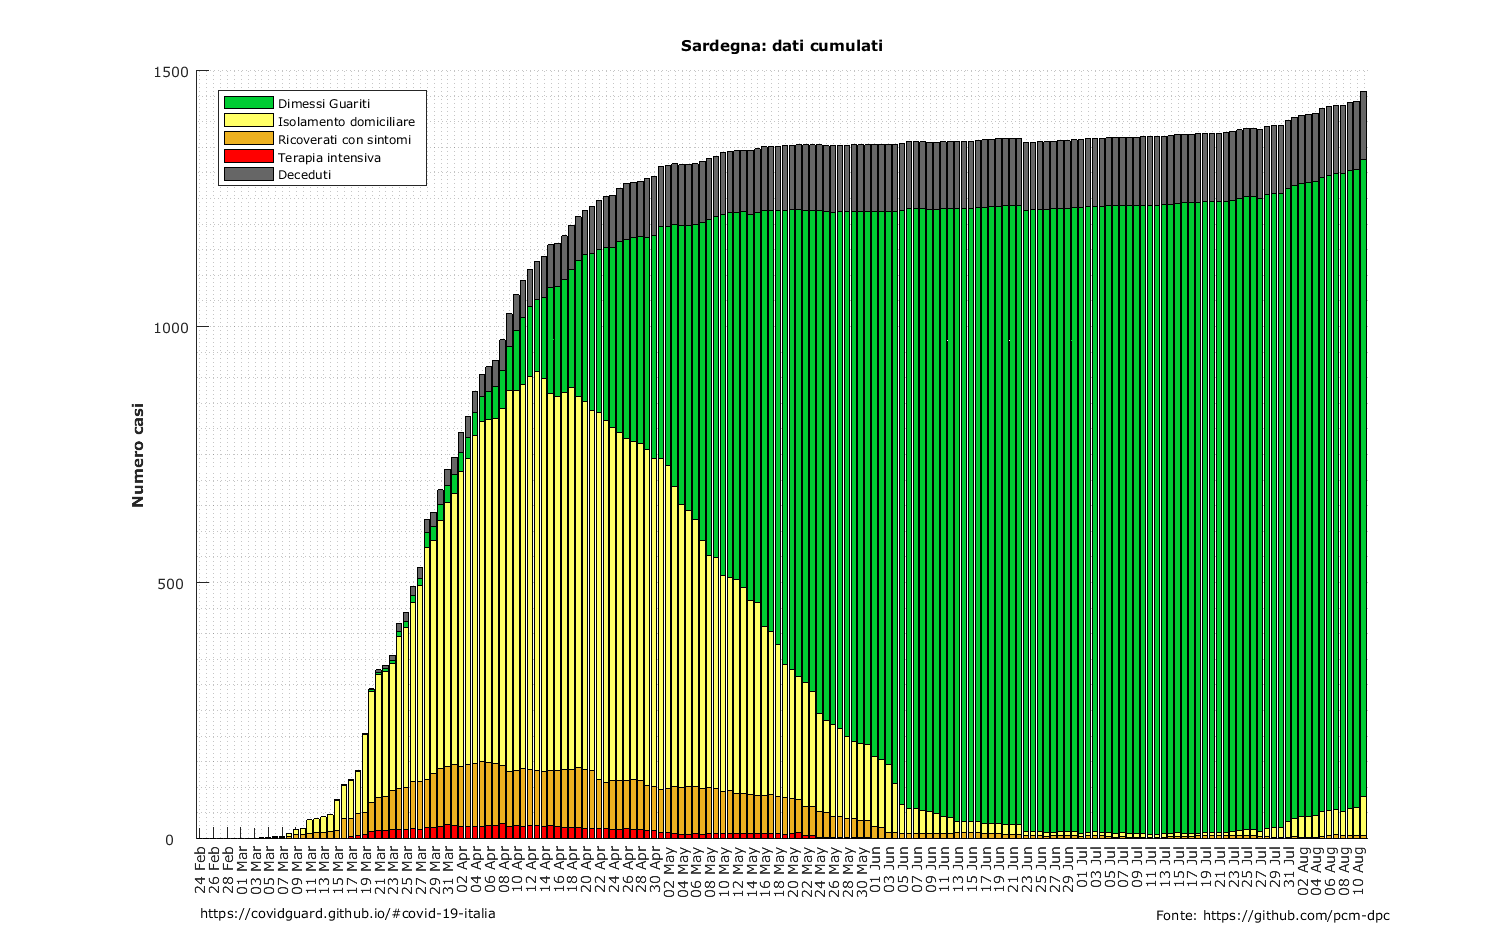 Sardegna: dati cumulati
1500
1000
500
0
Numero casi
Dimessi Guariti
Isolamento domiciliare
Ricoverati con sintomi
Terapia intensiva
Deceduti
24 Feb
26 Feb
28 Feb
01 Mar
03 Mar
05 Mar
07 Mar
09 Mar
11 Mar
13 Mar
15 Mar
17 Mar
19 Mar
21 Mar
23 Mar
25 Mar
27 Mar
29 Mar
31 Mar
02 Apr
04 Apr
06 Apr
08 Apr
10 Apr
12 Apr
14 Apr
16 Apr
18 Apr
20 Apr
22 Apr
24 Apr
26 Apr
28 Apr
30 Apr
02 May
04 May
06 May
08 May
10 May
12 May
14 May
16 May
18 May
20 May
22 May
24 May
26 May
28 May
30 May
01 Jun
03 Jun
05 Jun
07 Jun
09 Jun
11 Jun
13 Jun
15 Jun
17 Jun
19 Jun
21 Jun
23 Jun
25 Jun
27 Jun
29 Jun
01 Jul
03 Jul
05 Jul
07 Jul
09 Jul
11 Jul
13 Jul
15 Jul
17 Jul
19 Jul
21 Jul
23 Jul
25 Jul
27 Jul
29 Jul
31 Jul
02 Aug
04 Aug
06 Aug
08 Aug
10 Aug
https://covidguard.github.io/#covid-19-italia
Fonte: https://github.com/pcm-dpc